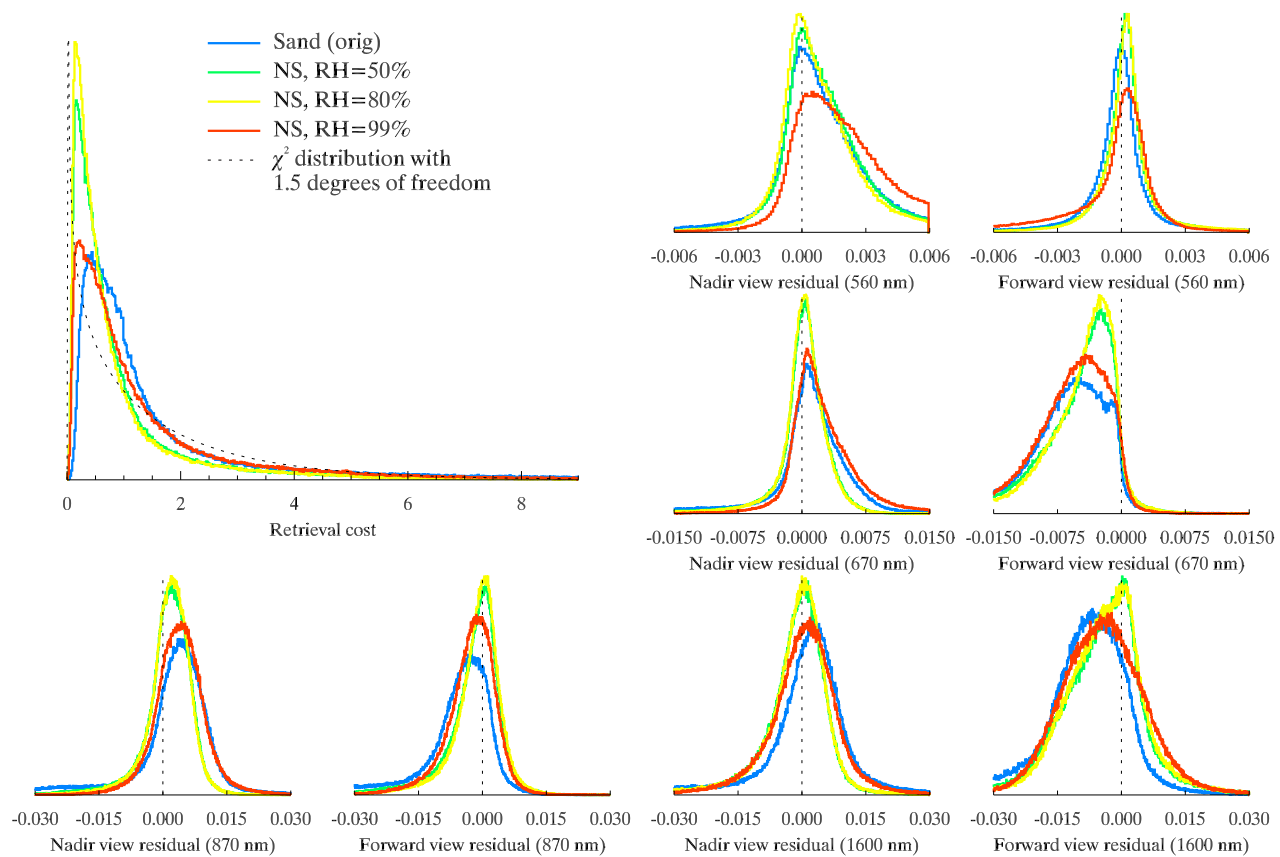 Sand (orig)
NS, RH=50%
NS, RH=80%
NS, RH=99%
χ² distribution with
1.5 degrees of freedom
0 2 4 6 8
Retrieval cost
-0.006 -0.003 0.000 0.003 0.006
Nadir view residual (560 nm)
-0.006 -0.003 0.000 0.003 0.006
Forward view residual (560 nm)
-0.0150 -0.0075 0.0000 0.0075 0.0150
Nadir view residual (670 nm)
-0.0150 -0.0075 0.0000 0.0075 0.0150
Forward view residual (670 nm)
-0.030 -0.015 0.000 0.015 0.030
Nadir view residual (870 nm)
-0.030 -0.015 0.000 0.015 0.030
Forward view residual (870 nm)
-0.030 -0.015 0.000 0.015 0.030
Nadir view residual (1600 nm)
-0.030 -0.015 0.000 0.015 0.030
Forward view residual (1600 nm)